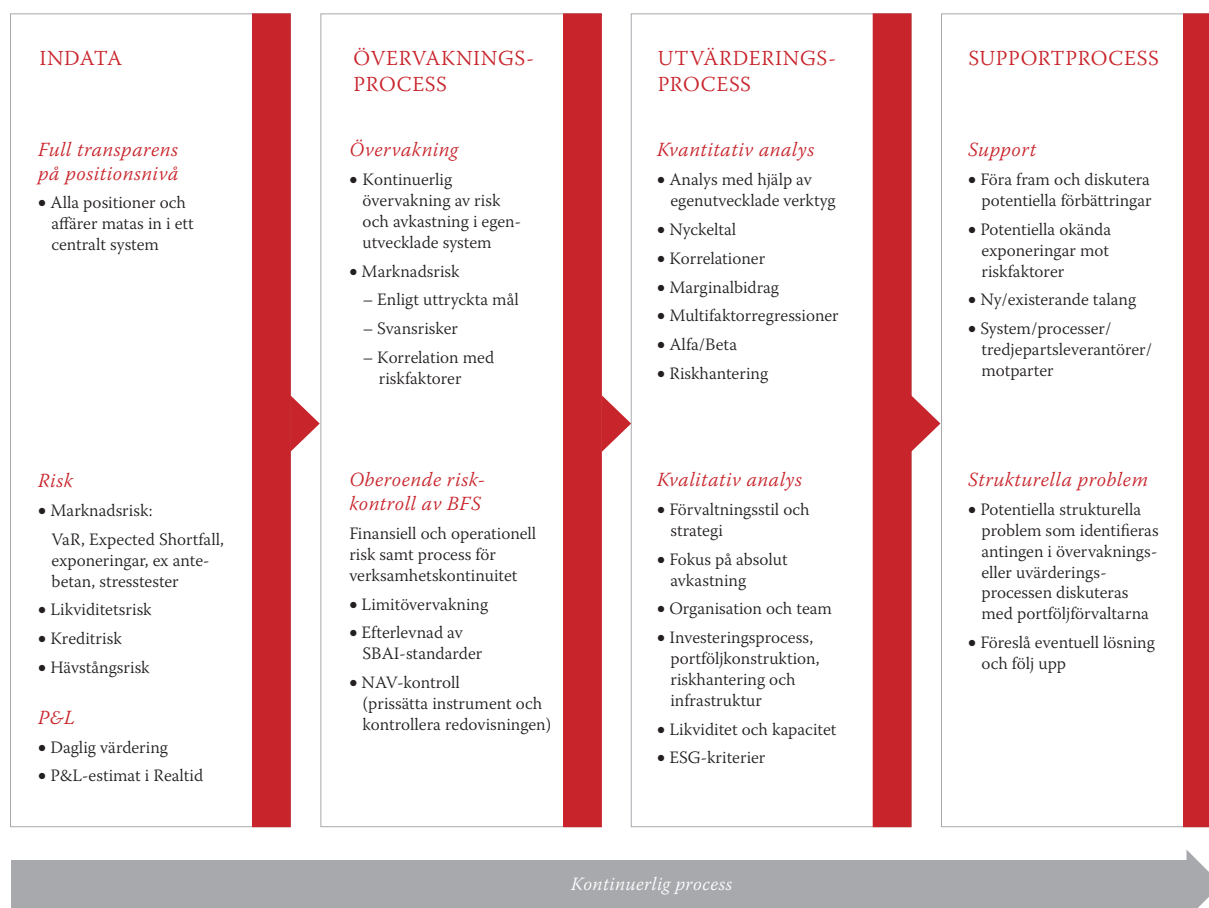 INDATA
Full transparens
på positionsnivå
• Alla positioner och
affärer matas in i ett
centralt system
Risk
• Marknadsrisk:
VaR, Expected Shortfall,
exponeringar, ex ante-
betan, stresstester
• Likviditetsrisk
• Kreditrisk
• Hävstångsrisk
P&L
• Daglig värdering
• P&L-estimat i Realtid
ÖVERVAKNINGS-
PROCESS
Övervakning
• Kontinuerlig
övervakning av risk
och avkastning i egen-
utvecklade system
• Marknadsrisk
– Enligt uttryckta mål
– Svansrisker
– Korrelation med
riskfaktorer
Oberoende risk-
kontroll av BFS
Finansiell och operationell
risk samt process för
verksamhetskontinuitet
• Limitövervakning
• Efterlevnad av
SBAI-standarder
• NAV-kontroll
(prissätta instrument och
kontrollera redovisningen)
UTVÄRDERINGS-
PROCESS
Kvantitativ analys
• Analys med hjälp av
egenutvecklade verktyg
• Nyckeltal
• Korrelationer
• Marginalbidrag
• Multifaktorregressioner
• Alfa/Beta
• Riskhantering
Kvalitativ analys
• Förvaltningsstil och
strategi
• Fokus på absolut
avkastning
• Organisation och team
• Investeringsprocess,
portföljkonstruktion,
riskhantering och
infrastruktur
• Likviditet och kapacitet
• ESG-kriterier
SUPPORTPROCESS
Support
• Föra fram och diskutera
potentiella förbättringar
• Potentiella okända
exponeringar mot
riskfaktorer
• Ny/existerande talang
• System/processer/
tredjepartsleverantörer/
motparter
Strukturella problem
• Potentiella strukturella
problem som identifieras
antingen i övervaknings-
eller uvärderings-
processen diskuteras
med portföljförvaltarna
• Föreslå eventuell lösning
och följ upp
Kontinuerlig process